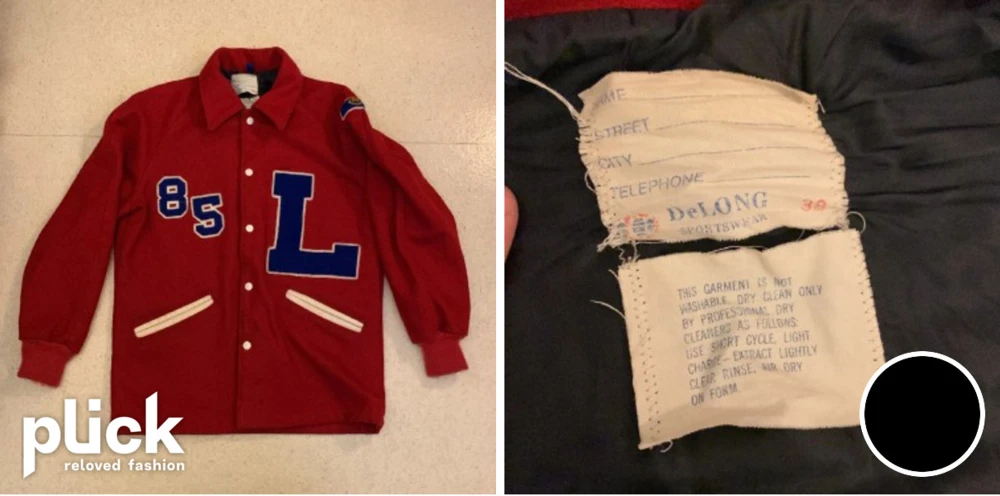 85
L
plick
reloved fashion
STREET
CITY
TELEPHONE
DeLONG 38
SPORTSWEAR
THIS GARMENT IS NOT
WASHABLE. DRY CLEAN ONLY
BY PROFESSIONAL DRY
CLEANERS AS FOLLOWS:
USE SHORT CYCLE, LIGHT
CHARGE-EXTRACT LIGHTLY
CLEAR RINSE, AIR DRY
ON FORM.